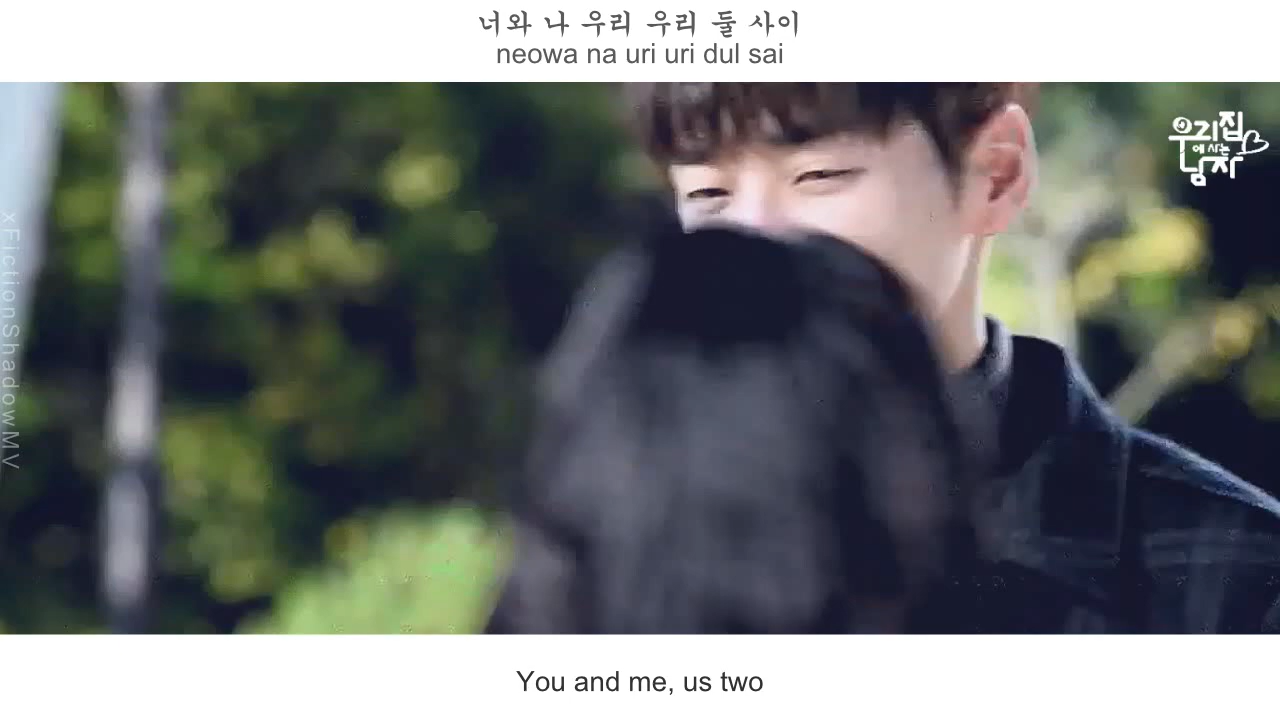 너와 나 우리 우리 둘 사이
neowa na uri uri dul sai
우리집
에 사는
남자
xFictionShadowMV
You and me, us two